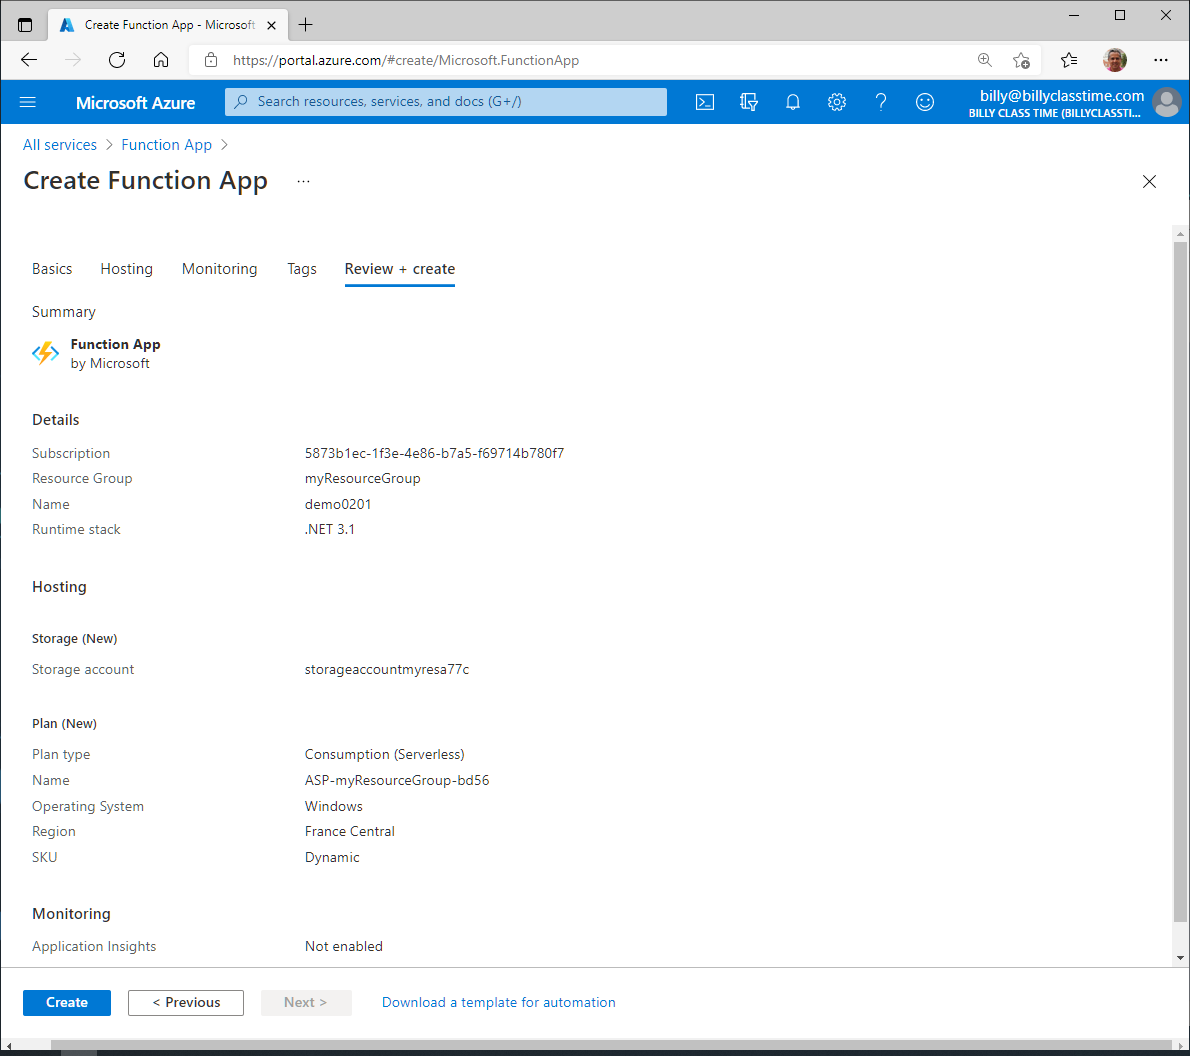 Create Function App - Microsoft
https://portal.azure.com/#create/Microsoft.FunctionApp
Microsoft Azure
Search resources, services, and docs (G+/)
billy@billyclasstime.com
BILLY CLASS TIME (BILLYCLASSTI...
All services > Function App >
Create Function App ...
Basics Hosting Monitoring Tags Review + create
Summary
Function App
by Microsoft
Details
Subscription 5873b1ec-1f3e-4e86-b7a5-f69714b780f7
Resource Group myResourceGroup
Name demo0201
Runtime stack .NET 3.1
Hosting
Storage (New)
Storage account storageaccountmyresa77c
Plan (New)
Plan type Consumption (Serverless)
Name ASP-myResourceGroup-bd56
Operating System Windows
Region France Central
SKU Dynamic
Monitoring
Application Insights Not enabled
Create < Previous Next > Download a template for automation